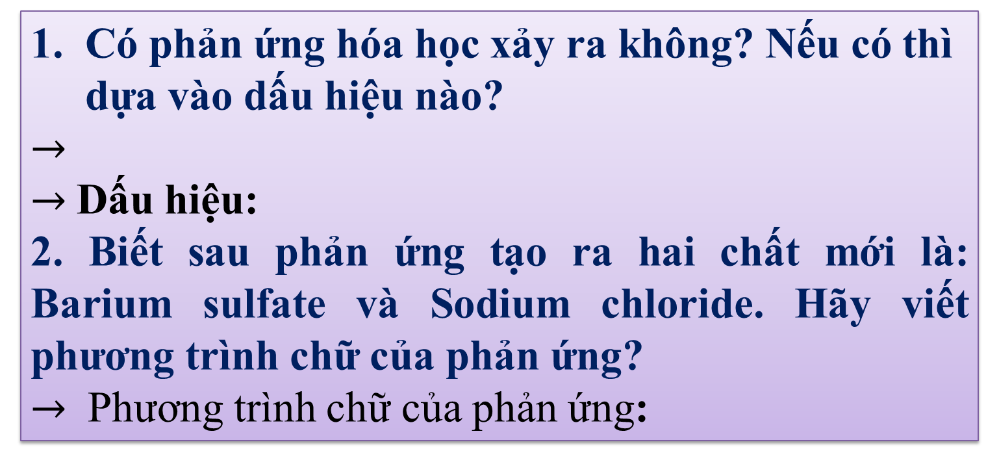 1. Có phản ứng hóa học xảy ra không? Nếu có thì
dựa vào dấu hiệu nào?
→
→ Dấu hiệu:
2. Biết sau phản ứng tạo ra hai chất mới là:
Barium sulfate và Sodium chloride. Hãy viết
phương trình chữ của phản ứng?
→ Phương trình chữ của phản ứng: